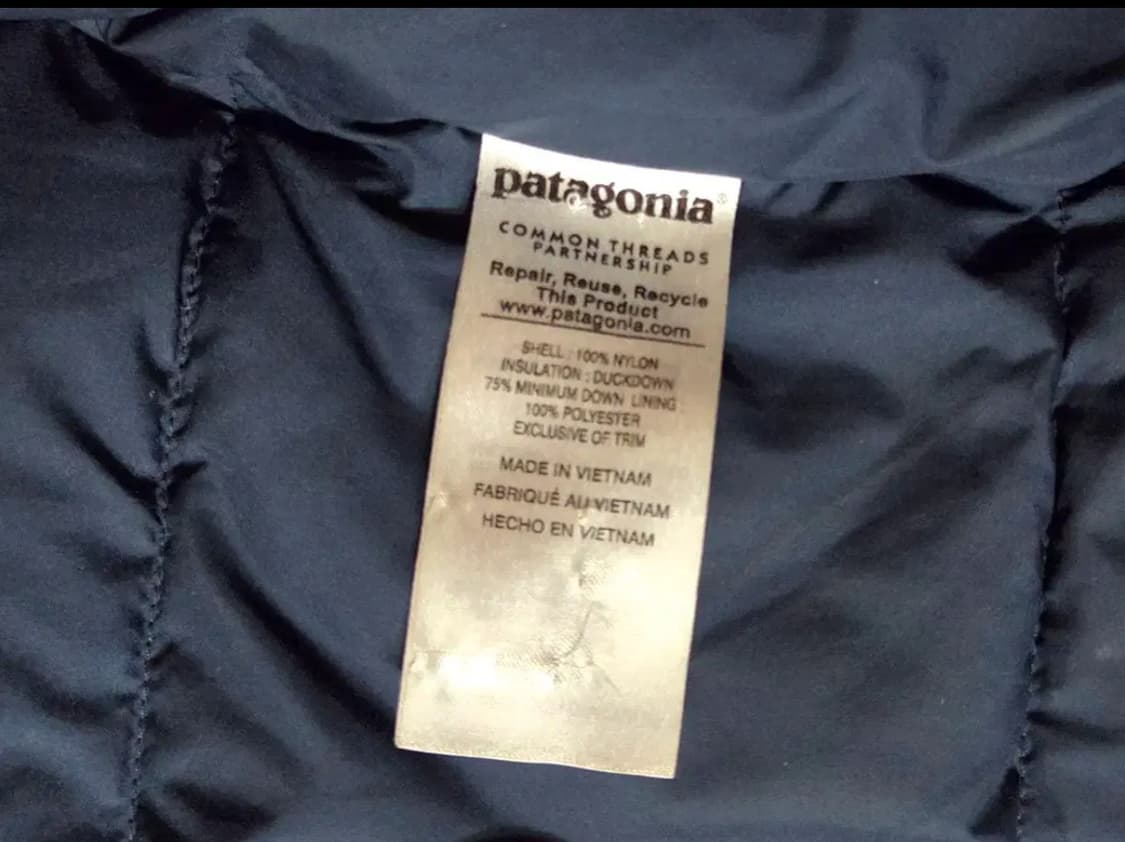 patagonia®
COMMON THREADS
PARTNERSHIP
Repair, Reuse, Recycle
This Product
www.patagonia.com
SHELL : 100% NYLON
INSULATION : DUCKDOWN
75% MINIMUM DOWN LINING
100% POLYESTER
EXCLUSIVE OF TRIM
MADE IN VIETNAM
FABRIQUÉ AU VIETNAM
HECHO EN VIETNAM